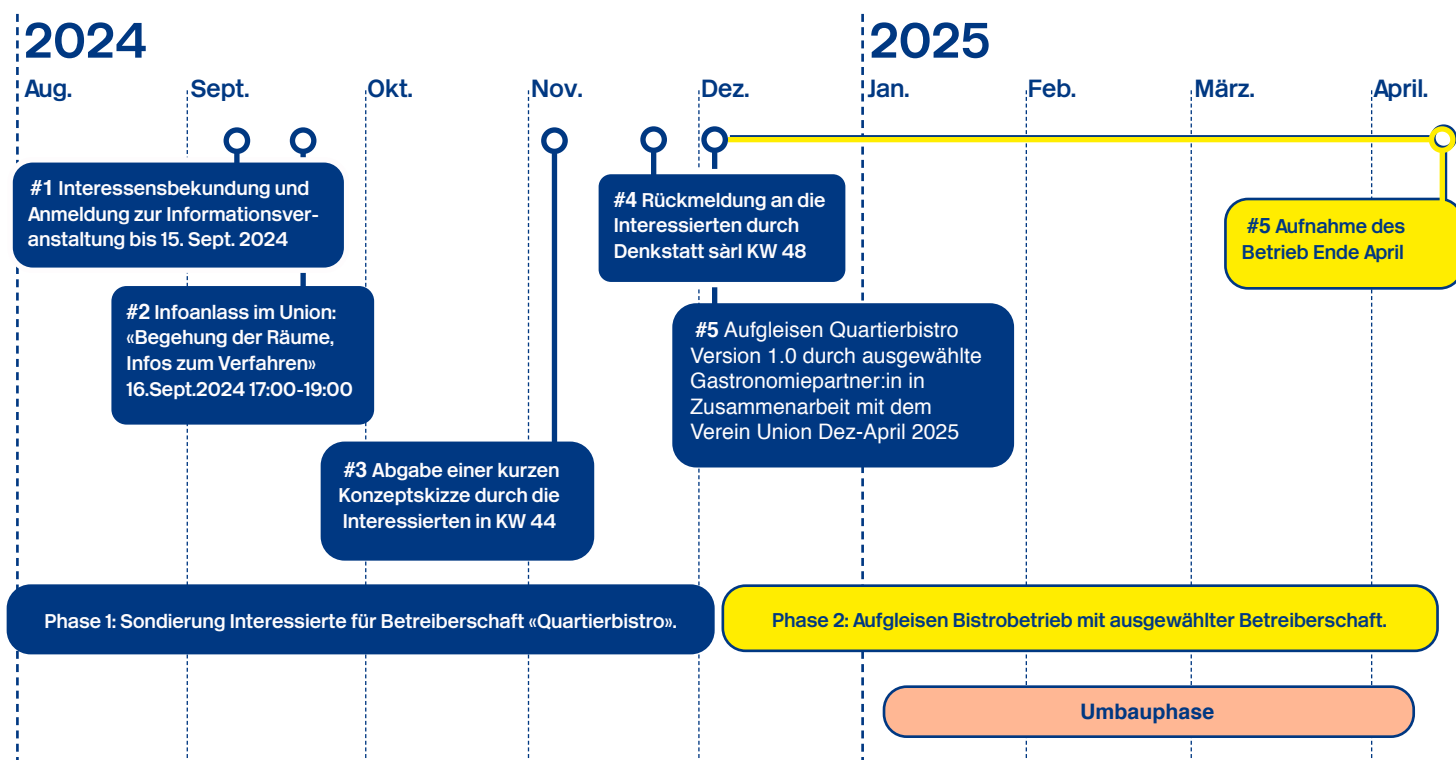 2024
2025
Aug.
Sept.
Okt.
Nov.
Dez.
Jan.
Feb.
März.
April.
#1 Interessensbekundung und
Anmeldung zur Informationsver-
anstaltung bis 15. Sept. 2024
#2 Infoanlass im Union:
«Begehung der Räume,
Infos zum Verfahren»
16.Sept.2024 17:00-19:00
#3 Abgabe einer kurzen
Konzeptskizze durch die
Interessierten in KW 44
#4 Rückmeldung an die
Interessierten durch
Denkstatt sàrl KW 48
#5 Aufgleisen Quartierbistro
Version 1.0 durch ausgewählte
Gastronomiepartner:in in
Zusammenarbeit mit dem
Verein Union Dez-April 2025
#5 Aufnahme des
Betrieb Ende April
Phase 1: Sondierung Interessierte für Betreiberschaft «Quartierbistro».
Phase 2: Aufgleisen Bistrobetrieb mit ausgewählter Betreiberschaft.
Umbauphase